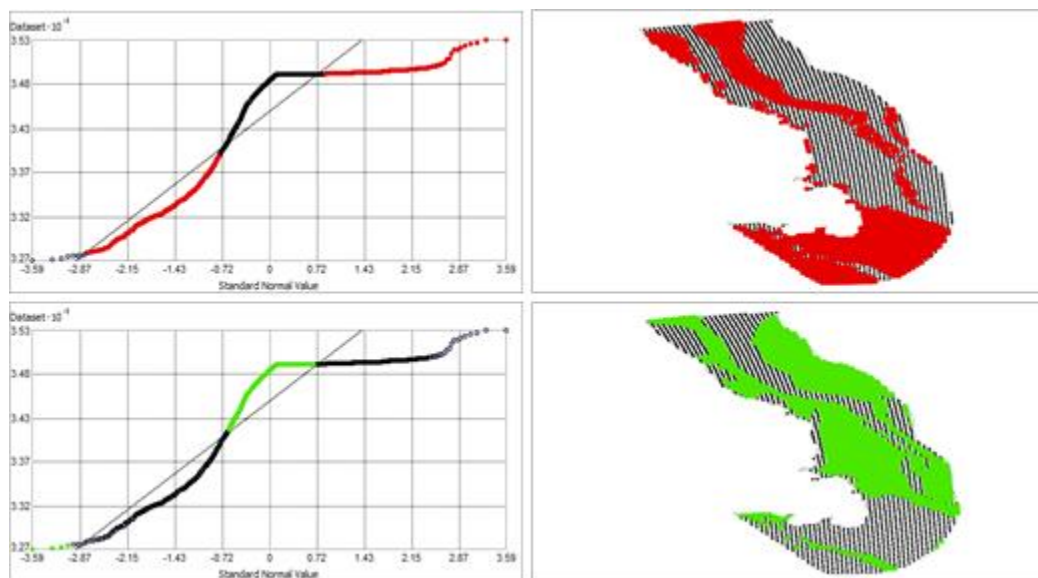 Dataset · 10⁻⁴
3.53
3.48
3.43
3.37
3.32
3.27
-3.59 -2.87 -2.15 -1.43 -0.72 0 0.72 1.43 2.15 2.87 3.59
Standard Normal Value
Dataset · 10⁻⁴
3.53
3.48
3.43
3.37
3.32
3.27
-3.59 -2.87 -2.15 -1.43 -0.72 0 0.72 1.43 2.15 2.87 3.59
Standard Normal Value